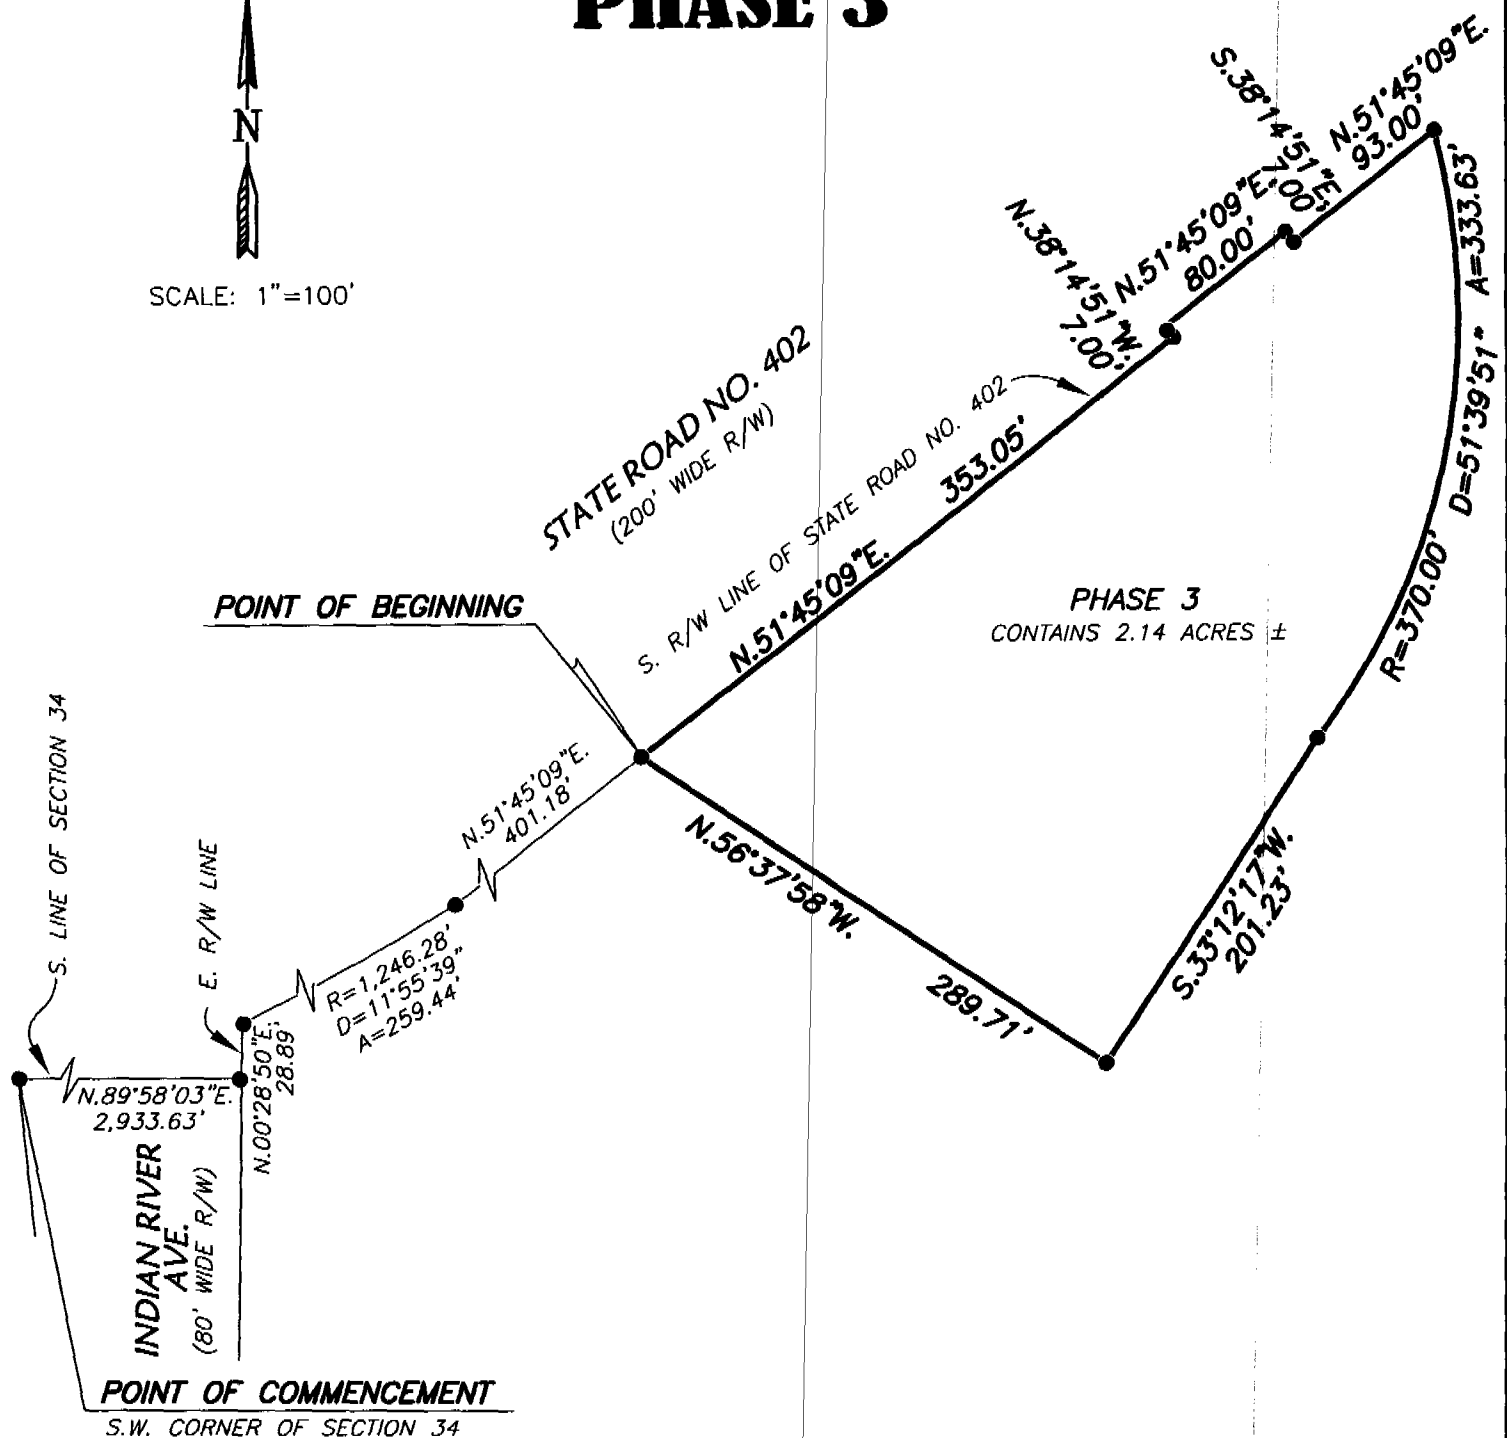 PHASE 3
N
SCALE: 1"=100'
S.38°14'51"E.
7.00'
N.51°45'09"E.
93.00'
N.51°45'09"E.
80.00'
N.38°14'51"W.
7.00'
A=333.63'
D=51°39'51"
R=370.00'
STATE ROAD NO. 402
(200' WIDE R/W)
S. R/W LINE OF STATE ROAD NO. 402
353.05'
N.51°45'09"E.
POINT OF BEGINNING
PHASE 3
CONTAINS 2.14 ACRES ±
N.51°45'09"E.
401.18'
N.56°37'58"W.
289.71'
S.33°12'17"W.
201.23'
S. LINE OF SECTION 34
E. R/W LINE
R=1,246.28'
D=11°55'39"
A=259.44'
N.00°28'50"E.
28.89'
N.89°58'03"E.
2,933.63'
INDIAN RIVER
AVE.
(80' WIDE R/W)
POINT OF COMMENCEMENT
S.W. CORNER OF SECTION 34